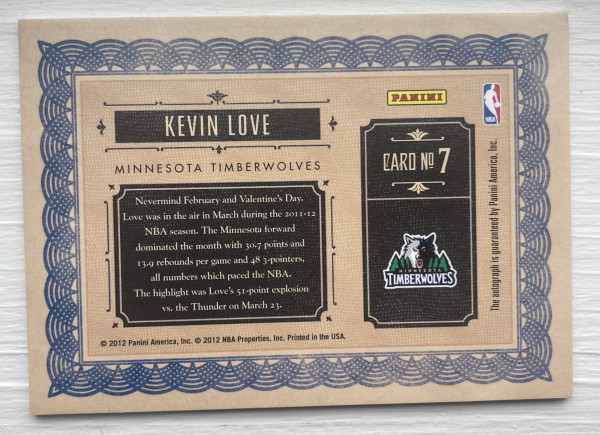 KEVIN LOVE
MINNESOTA TIMBERWOLVES
Nevermind February and Valentine's Day.
Love was in the air in March during the 2011-12
NBA season. The Minnesota forward
dominated the month with 30.7 points and
13.9 rebounds per game and 48 3-pointers,
all numbers which paced the NBA.
The highlight was Love's 51-point explosion
vs. the Thunder on March 23.
© 2012 Panini America, Inc. © 2012 NBA Properties, Inc. Printed in the USA.
PANINI
CARD No 7
MINNESOTA
TIMBERWOLVES
NBA
The autograph is guaranteed by Panini America, Inc.